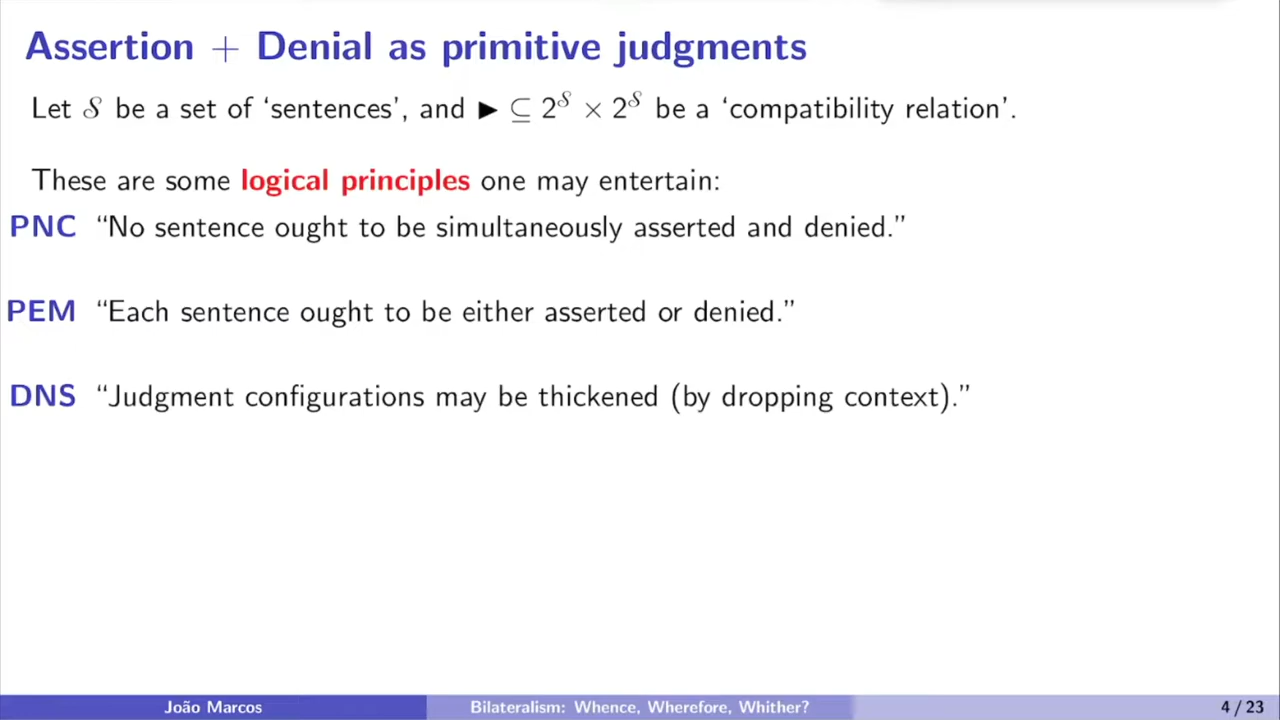 Assertion + Denial as primitive judgments
Let 𝒮 be a set of ‘sentences’, and ▶ ⊆ 2^𝒮 × 2^𝒮 be a ‘compatibility relation’.
These are some logical principles one may entertain:
PNC “No sentence ought to be simultaneously asserted and denied.”
PEM “Each sentence ought to be either asserted or denied.”
DNS “Judgment configurations may be thickened (by dropping context).”
João Marcos Bilateralism: Whence, Wherefore, Whither? 4 / 23